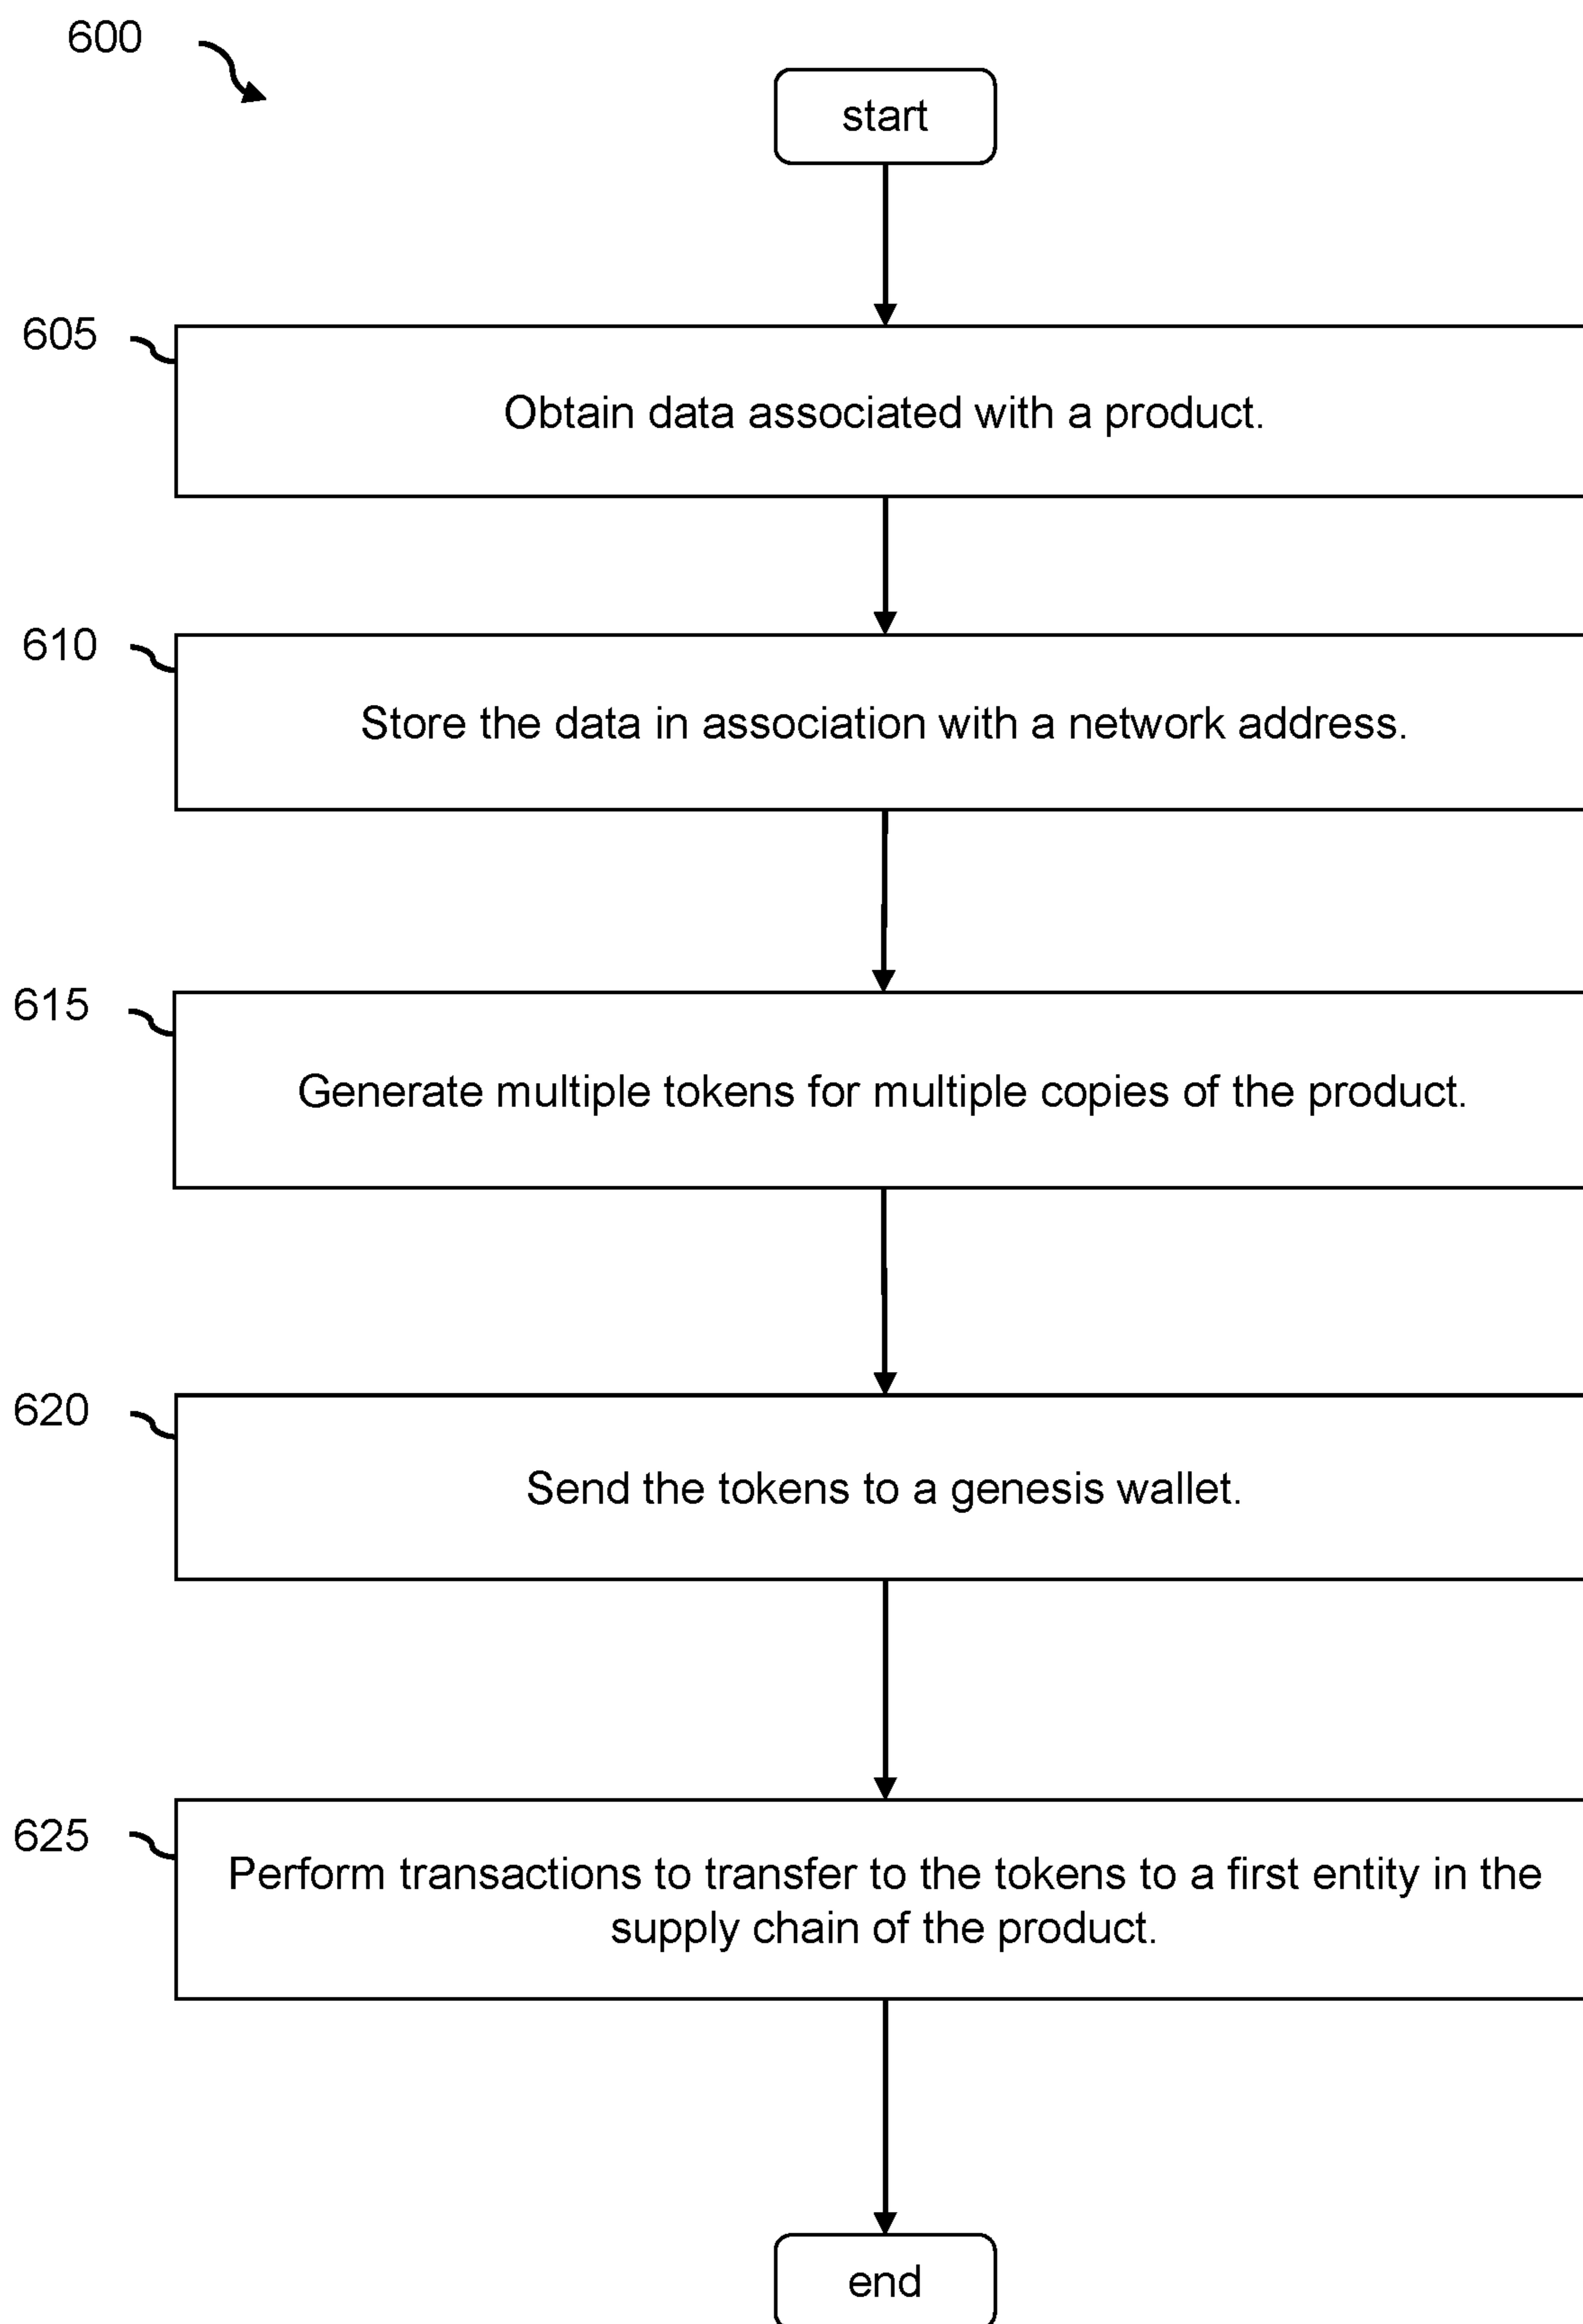 600
start
605
Obtain data associated with a product.
610
Store the data in association with a network address.
615
Generate multiple tokens for multiple copies of the product.
620
Send the tokens to a genesis wallet.
625
Perform transactions to transfer to the tokens to a first entity in the
supply chain of the product.
end